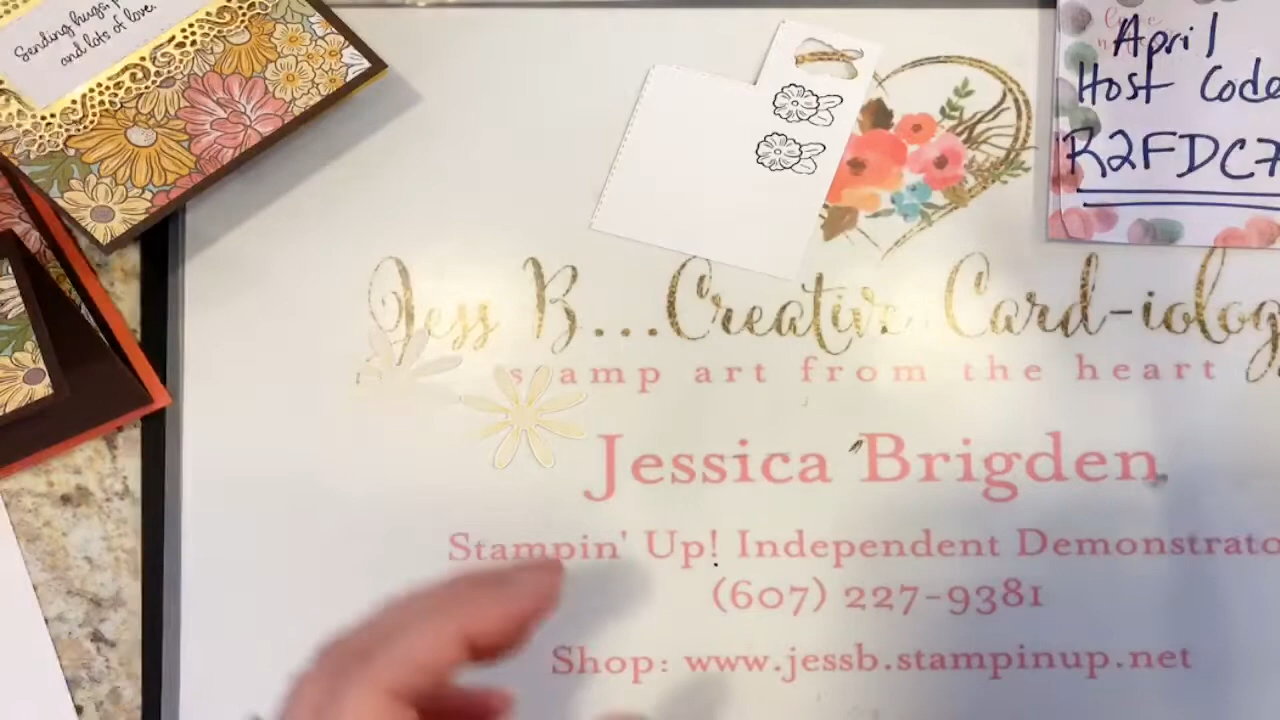 Sending hugs,
and lots of love.
April
Host Code
R2FDC7
Jess B...Creative Card-iolog
stamp art from the heart
Jessica Brigden
Stampin' Up! Independent Demonstrato
(607) 227-9381
Shop: www.jessb.stampinup.net